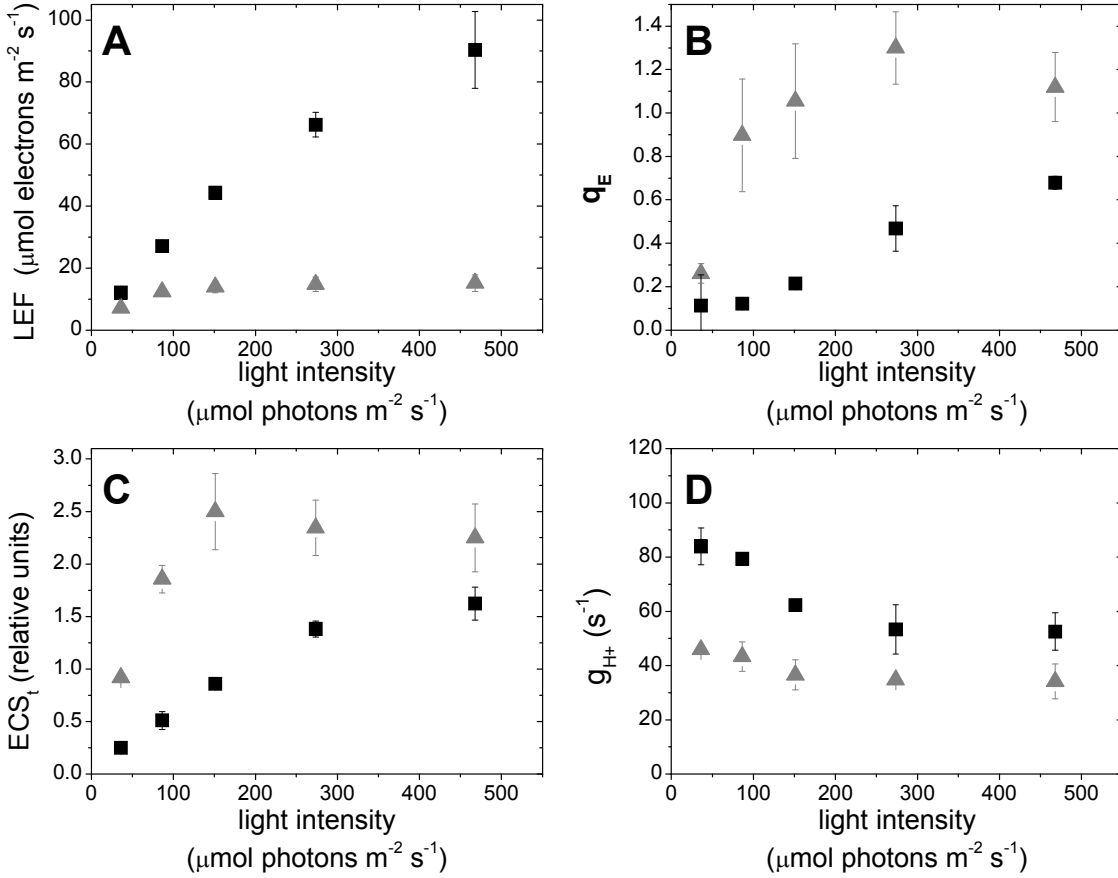 A
LEF (μmol electrons m⁻² s⁻¹)
100
80
60
40
20
0
0 100 200 300 400 500
light intensity
(μmol photons m⁻² s⁻¹)
B
qE
1.4
1.2
1.0
0.8
0.6
0.4
0.2
0.0
0 100 200 300 400 500
light intensity
(μmol photons m⁻² s⁻¹)
C
ECSt (relative units)
3.0
2.5
2.0
1.5
1.0
0.5
0.0
0 100 200 300 400 500
light intensity
(μmol photons m⁻² s⁻¹)
D
gH+ (s⁻¹)
120
100
80
60
40
20
0
0 100 200 300 400 500
light intensity
(μmol photons m⁻² s⁻¹)